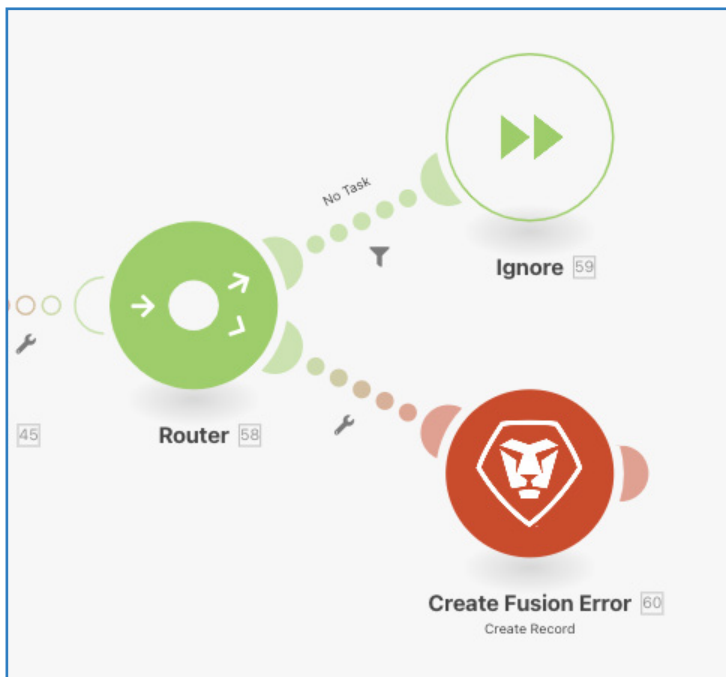 No Task
Ignore 59
45
Router 58
Create Fusion Error 60
Create Record